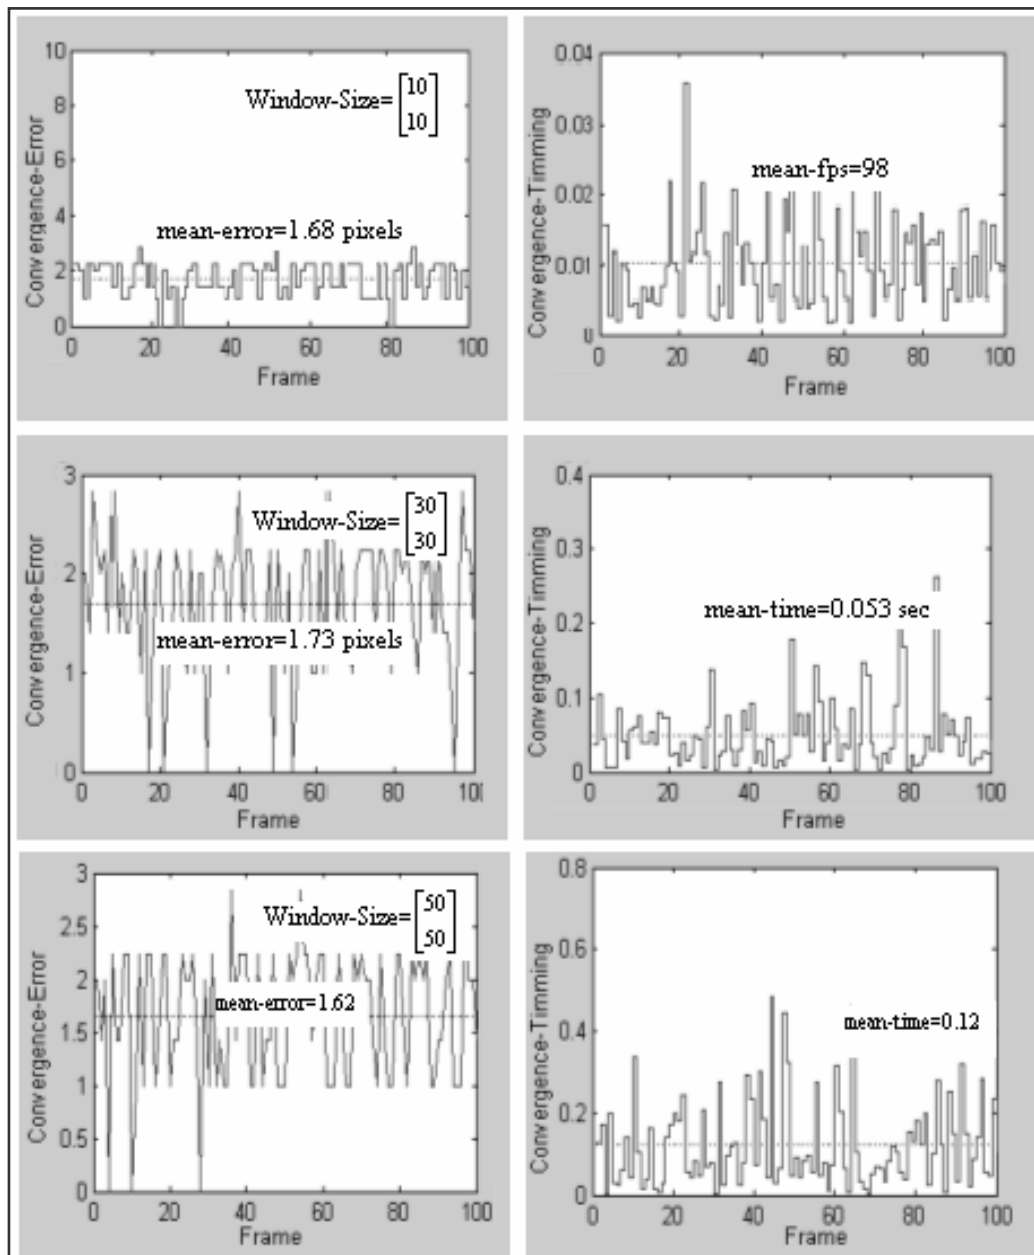 10
8
6
4
2
0
0 20 40 60 80 100
Convergence-Error
Frame
Window-Size= [10
10]
mean-error=1.68 pixels
0.04
0.03
0.02
0.01
0
0 20 40 60 80 100
Convergence-Timming
Frame
mean-fps=98
3
2
1
0
0 20 40 60 80
Convergence-Error
Frame
Window-Size= [30
30]
mean-error=1.73 pixels
0.4
0.3
0.2
0.1
0
0 20 40 60 80 100
Convergence-Timming
Frame
mean-time=0.053 sec
3
2.5
2
1.5
1
0.5
0
0 20 40 60 80 100
Convergence-Error
Frame
Window-Size= [50
50]
mean-error=1.62
0.8
0.6
0.4
0.2
0
0 20 40 60 80 100
Convergence-Timming
Frame
mean-time=0.12